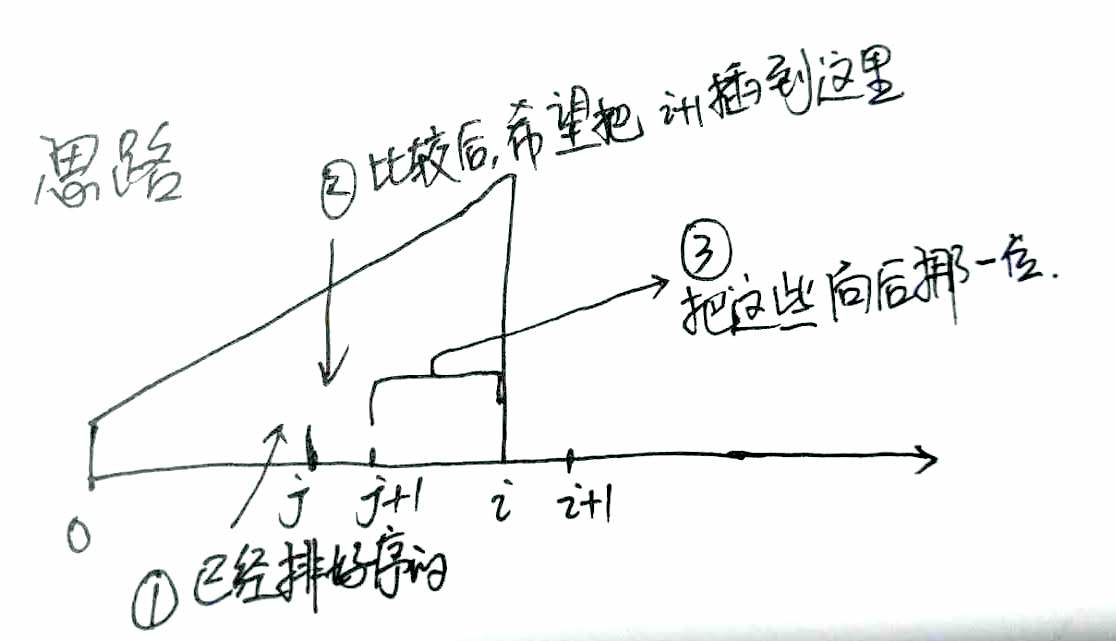 思路
②比较后,希望把 i+1插到这里
③
把这些向后挪一位.
j
j+1
i
i+1
0
①已经排好序的